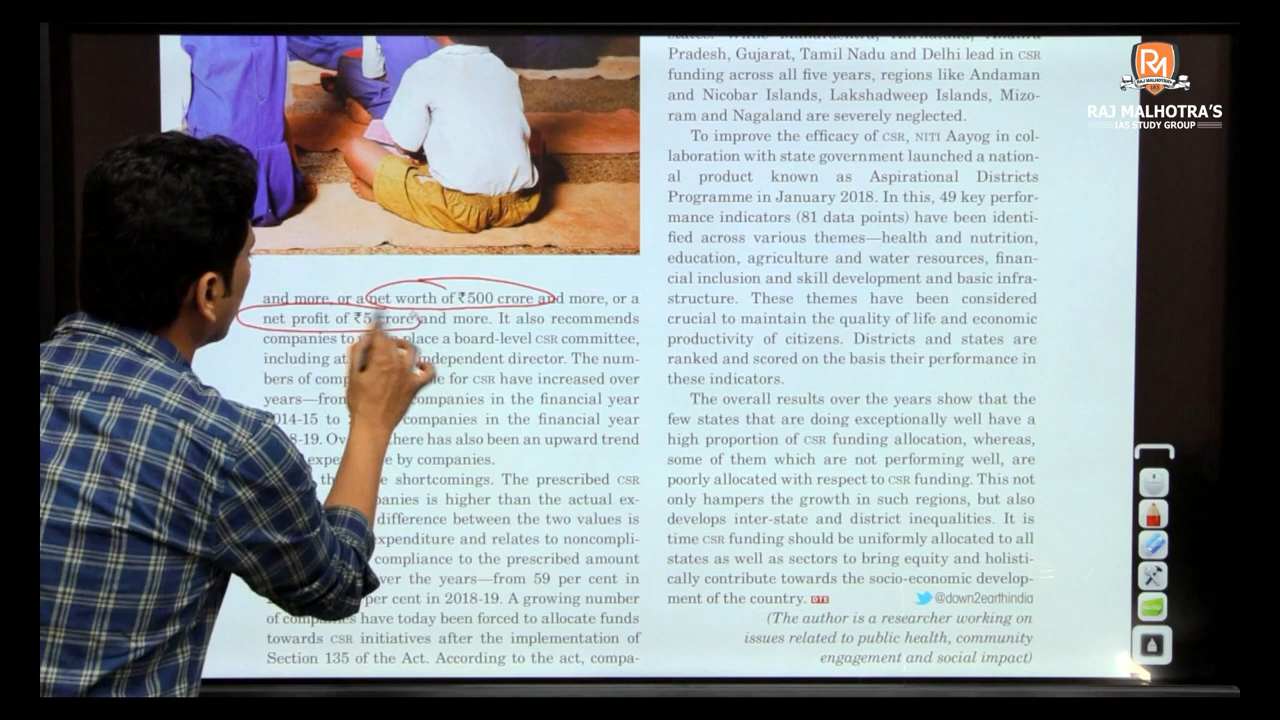 and more, or a net worth of ₹500 crore and more, or a
net profit of ₹5 crore and more. It also recommends
companies to place a board-level CSR committee,
including at independent director. The num-
bers of for CSR have increased over
companies in the financial year
2014-15 to companies in the financial year
8-19. there has also been an upward trend
by companies.
shortcomings. The prescribed CSR
is higher than the actual ex-
difference between the two values is
and relates to noncompli-
compliance to the prescribed amount
the years—from 59 per cent in
per cent in 2018-19. A growing number
of companies have today been forced to allocate funds
towards CSR initiatives after the implementation of
Section 135 of the Act. According to the act, compa-
Pradesh, Gujarat, Tamil Nadu and Delhi lead in CSR
funding across all five years, regions like Andaman
and Nicobar Islands, Lakshadweep Islands, Mizo-
ram and Nagaland are severely neglected.
To improve the efficacy of CSR, NITI Aayog in col-
laboration with state government launched a nation-
al product known as Aspirational Districts
Programme in January 2018. In this, 49 key perfor-
mance indicators (81 data points) have been identi-
fied across various themes—health and nutrition,
education, agriculture and water resources, finan-
cial inclusion and skill development and basic infra-
structure. These themes have been considered
crucial to maintain the quality of life and economic
productivity of citizens. Districts and states are
ranked and scored on the basis their performance in
these indicators.
The overall results over the years show that the
few states that are doing exceptionally well have a
high proportion of CSR funding allocation, whereas,
some of them which are not performing well, are
poorly allocated with respect to CSR funding. This not
only hampers the growth in such regions, but also
develops inter-state and district inequalities. It is
time CSR funding should be uniformly allocated to all
states as well as sectors to bring equity and holisti-
cally contribute towards the socio-economic develop-
ment of the country. DTE @down2earthindia
(The author is a researcher working on
issues related to public health, community
engagement and social impact)
RM
RAJ MALHOTRA'S
IAS
RAJ MALHOTRA'S
IAS STUDY GROUP